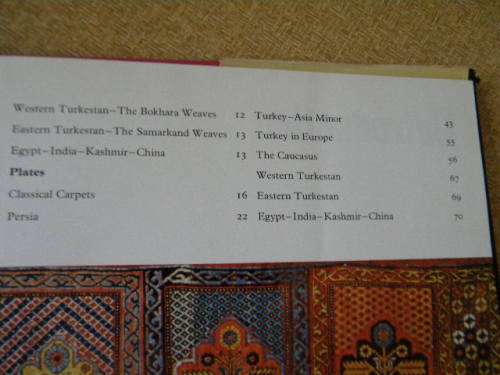 Western Turkestan–The Bokhara Weaves 12
Eastern Turkestan–The Samarkand Weaves 13
Egypt–India–Kashmir–China 13
Plates
Classical Carpets 16
Persia 22
Turkey–Asia Minor 43
Turkey in Europe 55
The Caucasus 56
Western Turkestan 67
Eastern Turkestan 69
Egypt–India–Kashmir–China 70